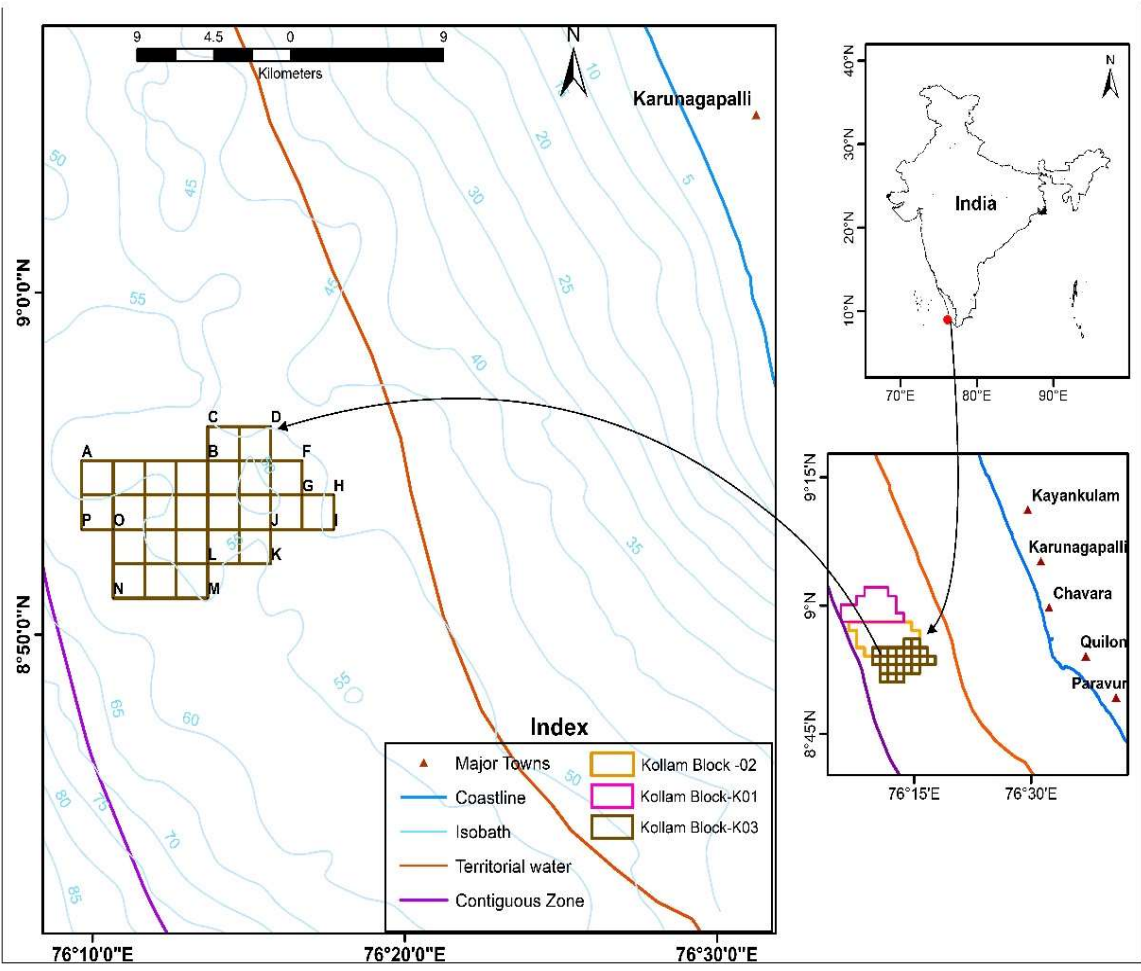 9 4.5 0 9
Kilometers
N
Karunagapalli
50
45
10
20
5
30
25
45
55
40
35
9°0'0"N
8°50'0"N
C D
A B F
G H
P O J I
L K
N M
55
55
50
60
65
70
75
80
85
76°10'0"E
76°20'0"E
76°30'0"E
Index
Major Towns
Coastline
Isobath
Territorial water
Contiguous Zone
Kollam Block -02
Kollam Block-K01
Kollam Block-K03
N
India
40°N
30°N
20°N
10°N
70°E
80°E
90°E
9°15'N
9°N
8°45'N
Kayankulam
Karunagapalli
Chavara
Quilon
Paravur
76°15'E
76°30'E